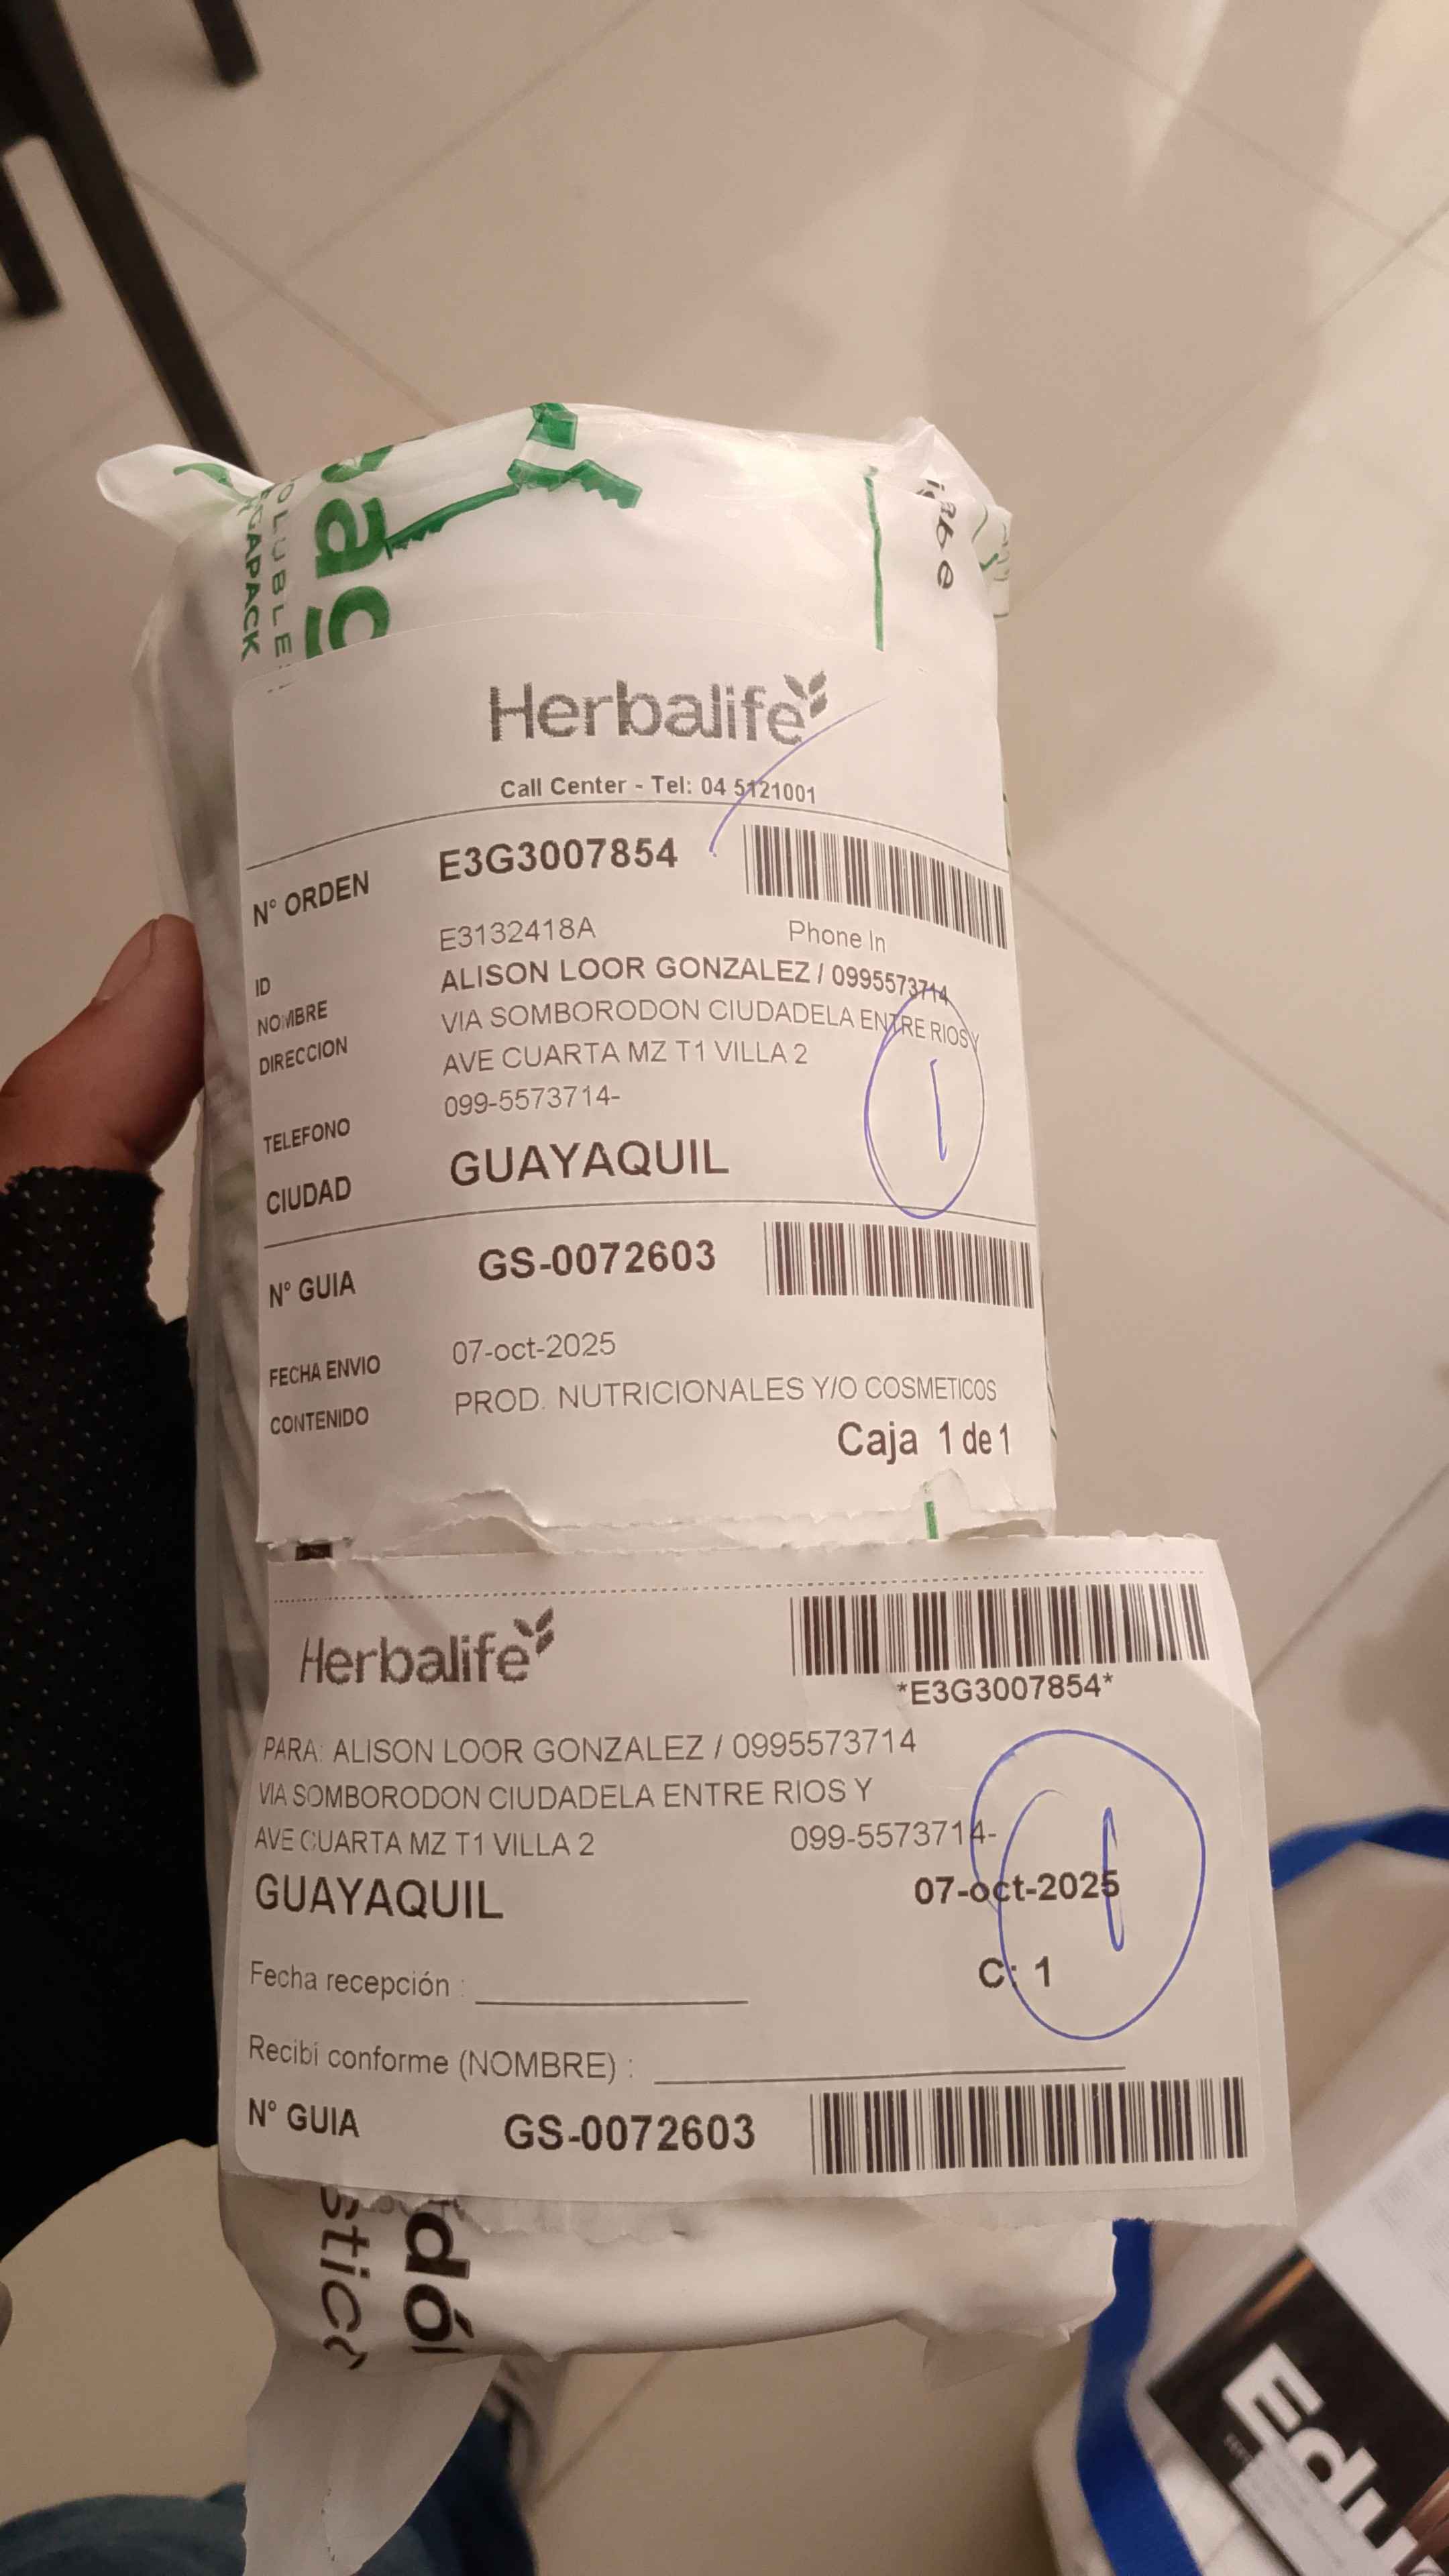 OLUBLE
GAPACK
Herbalife
Call Center - Tel: 04 5121001
N° ORDEN E3G3007854
ID E3132418A Phone In
NOMBRE ALISON LOOR GONZALEZ / 0995573714
DIRECCION VIA SOMBORODON CIUDADELA ENTRE RIOS Y
AVE CUARTA MZ T1 VILLA 2
TELEFONO 099-5573714-
CIUDAD GUAYAQUIL
1
N° GUIA GS-0072603
FECHA ENVIO 07-oct-2025
CONTENIDO PROD. NUTRICIONALES Y/O COSMETICOS
Caja 1 de 1
Herbalife
*E3G3007854*
PARA: ALISON LOOR GONZALEZ / 0995573714
VIA SOMBORODON CIUDADELA ENTRE RIOS Y
AVE CUARTA MZ T1 VILLA 2 099-5573714-
GUAYAQUIL 07-oct-2025
1
C: 1
Fecha recepción :
Recibi conforme (NOMBRE) :
N° GUIA GS-0072603